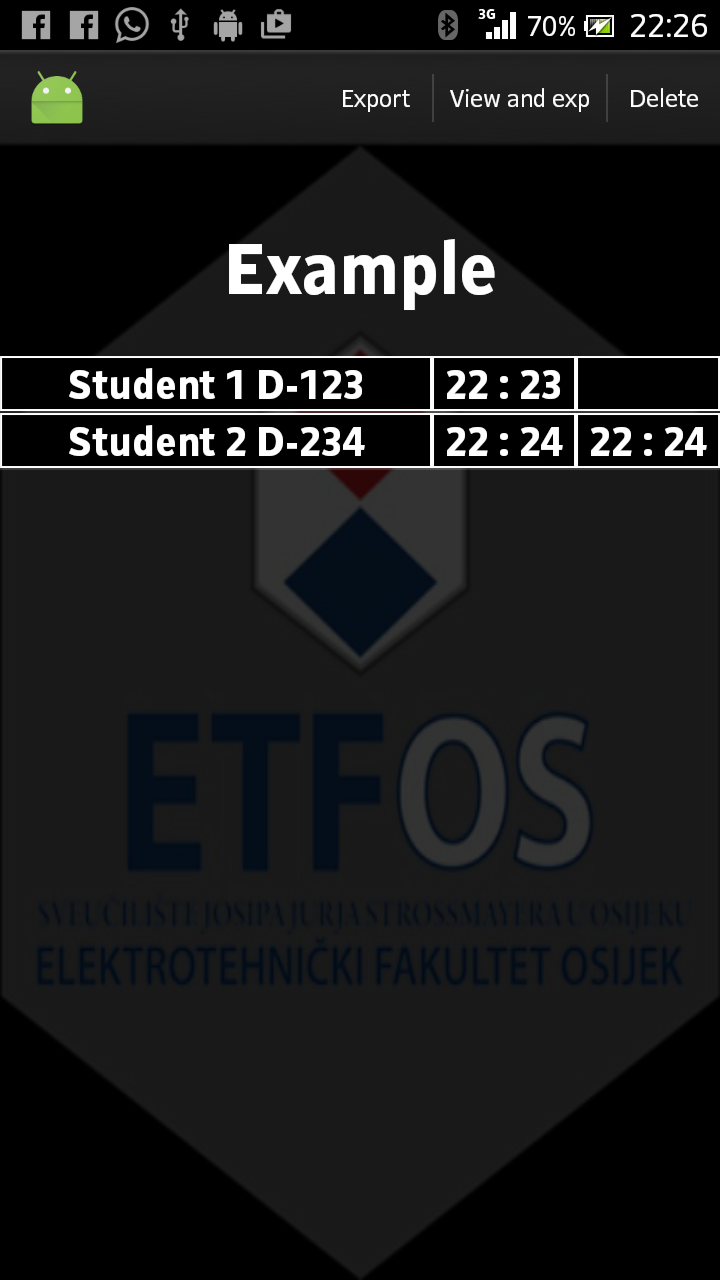 3G 70% 22:26
Export View and exp Delete
Example
Student 1 D-123 22 : 23
Student 2 D-234 22 : 24 22 : 24
ETFOS
SVEUČILIŠTE JOSIPA JURJA STROSSMAYERA U OSIJEKU
ELEKTROTEHNIČKI FAKULTET OSIJEK